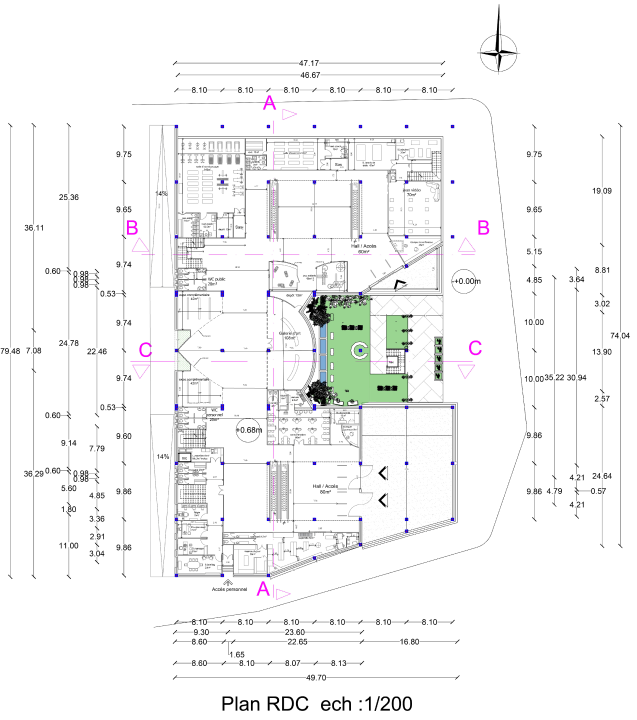 47.17
46.67
8.10 8.10 8.10 8.10 8.10 8.10
A
9.75 9.75
14%
25.36 19.09
Sas
plan vision
70m²
9.65 9.65
36.11
B B
Sas
Hall / Accès
60m²
9.74 5.15
0.60 0.98
0.98
0.98
8.81
WC public
4.85 3.64
+0.00m
0.53
3.02
9.74 10.00
74.04
24.78
79.48 7.08 22.46
C C
13.90
9.74 10.00 35.22 30.94
0.53
2.57
0.60
9.60 9.86
+0.68m
9.14 7.79
14%
0.60 0.98
0.98
36.29
4.21 24.64
5.60 4.85
9.86 9.86 4.79 0.57
Hall / Accès
80m²
1.80
4.21
3.36
2.91
11.00
9.86 9.86
3.04
A
Accès personnel
8.10 8.10 8.10 8.10 8.10 8.10
9.30 23.60
8.60 22.65 16.80
1.65
8.60 8.10 8.07 8.13
49.70
Plan RDC ech :1/200